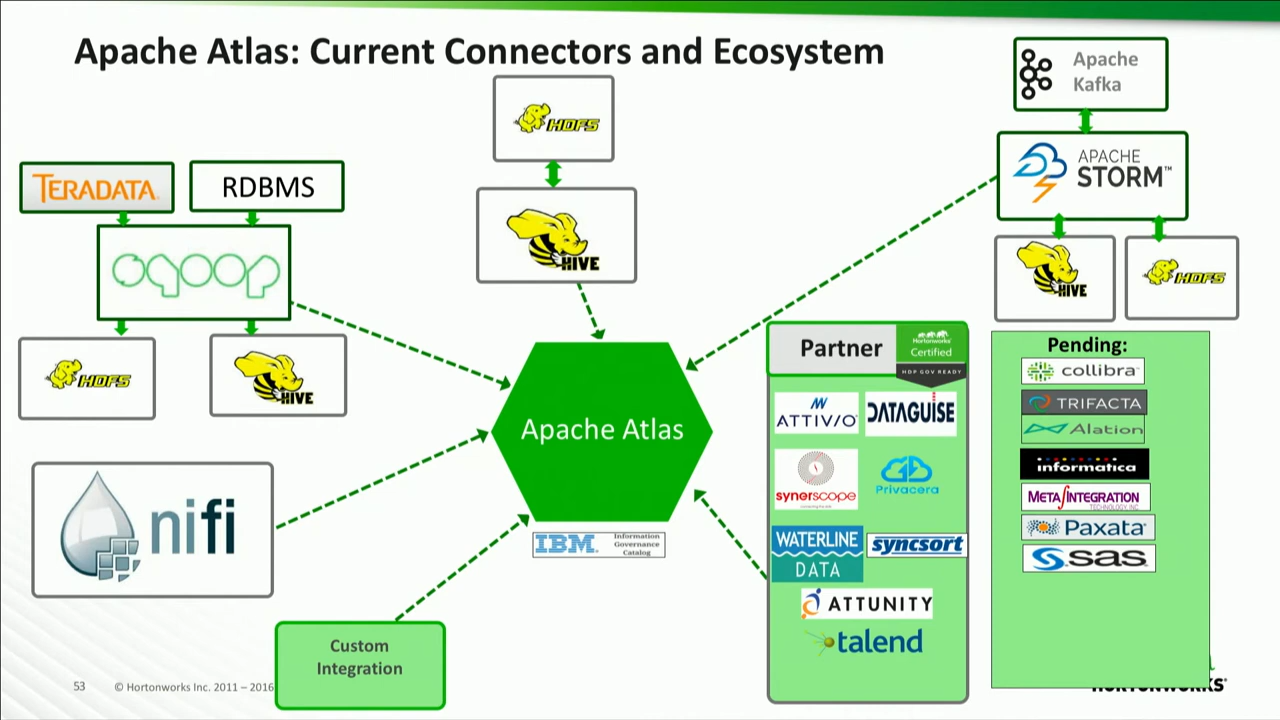 Apache Atlas: Current Connectors and Ecosystem
Apache
Kafka
HDFS
APACHE
STORM™
TERADATA
RDBMS
HIVE
sqoop
HIVE
HDFS
HDFS
HIVE
Partner
Hortonworks
Certified
HDP GOV READY
Pending:
collibra
TRIFACTA
Alation
informatica
META INTEGRATION
TECHNOLOGY, INC
Paxata
sas
ATTIVIO
DATAGUISE
synerscope
Privacera
WATERLINE
DATA
syncsort
ATTUNITY
talend
Apache Atlas
IBM.
Information
Governance
Catalog
nifi
Custom
Integration
53
© Hortonworks Inc. 2011 – 2016
HORTONWORKS